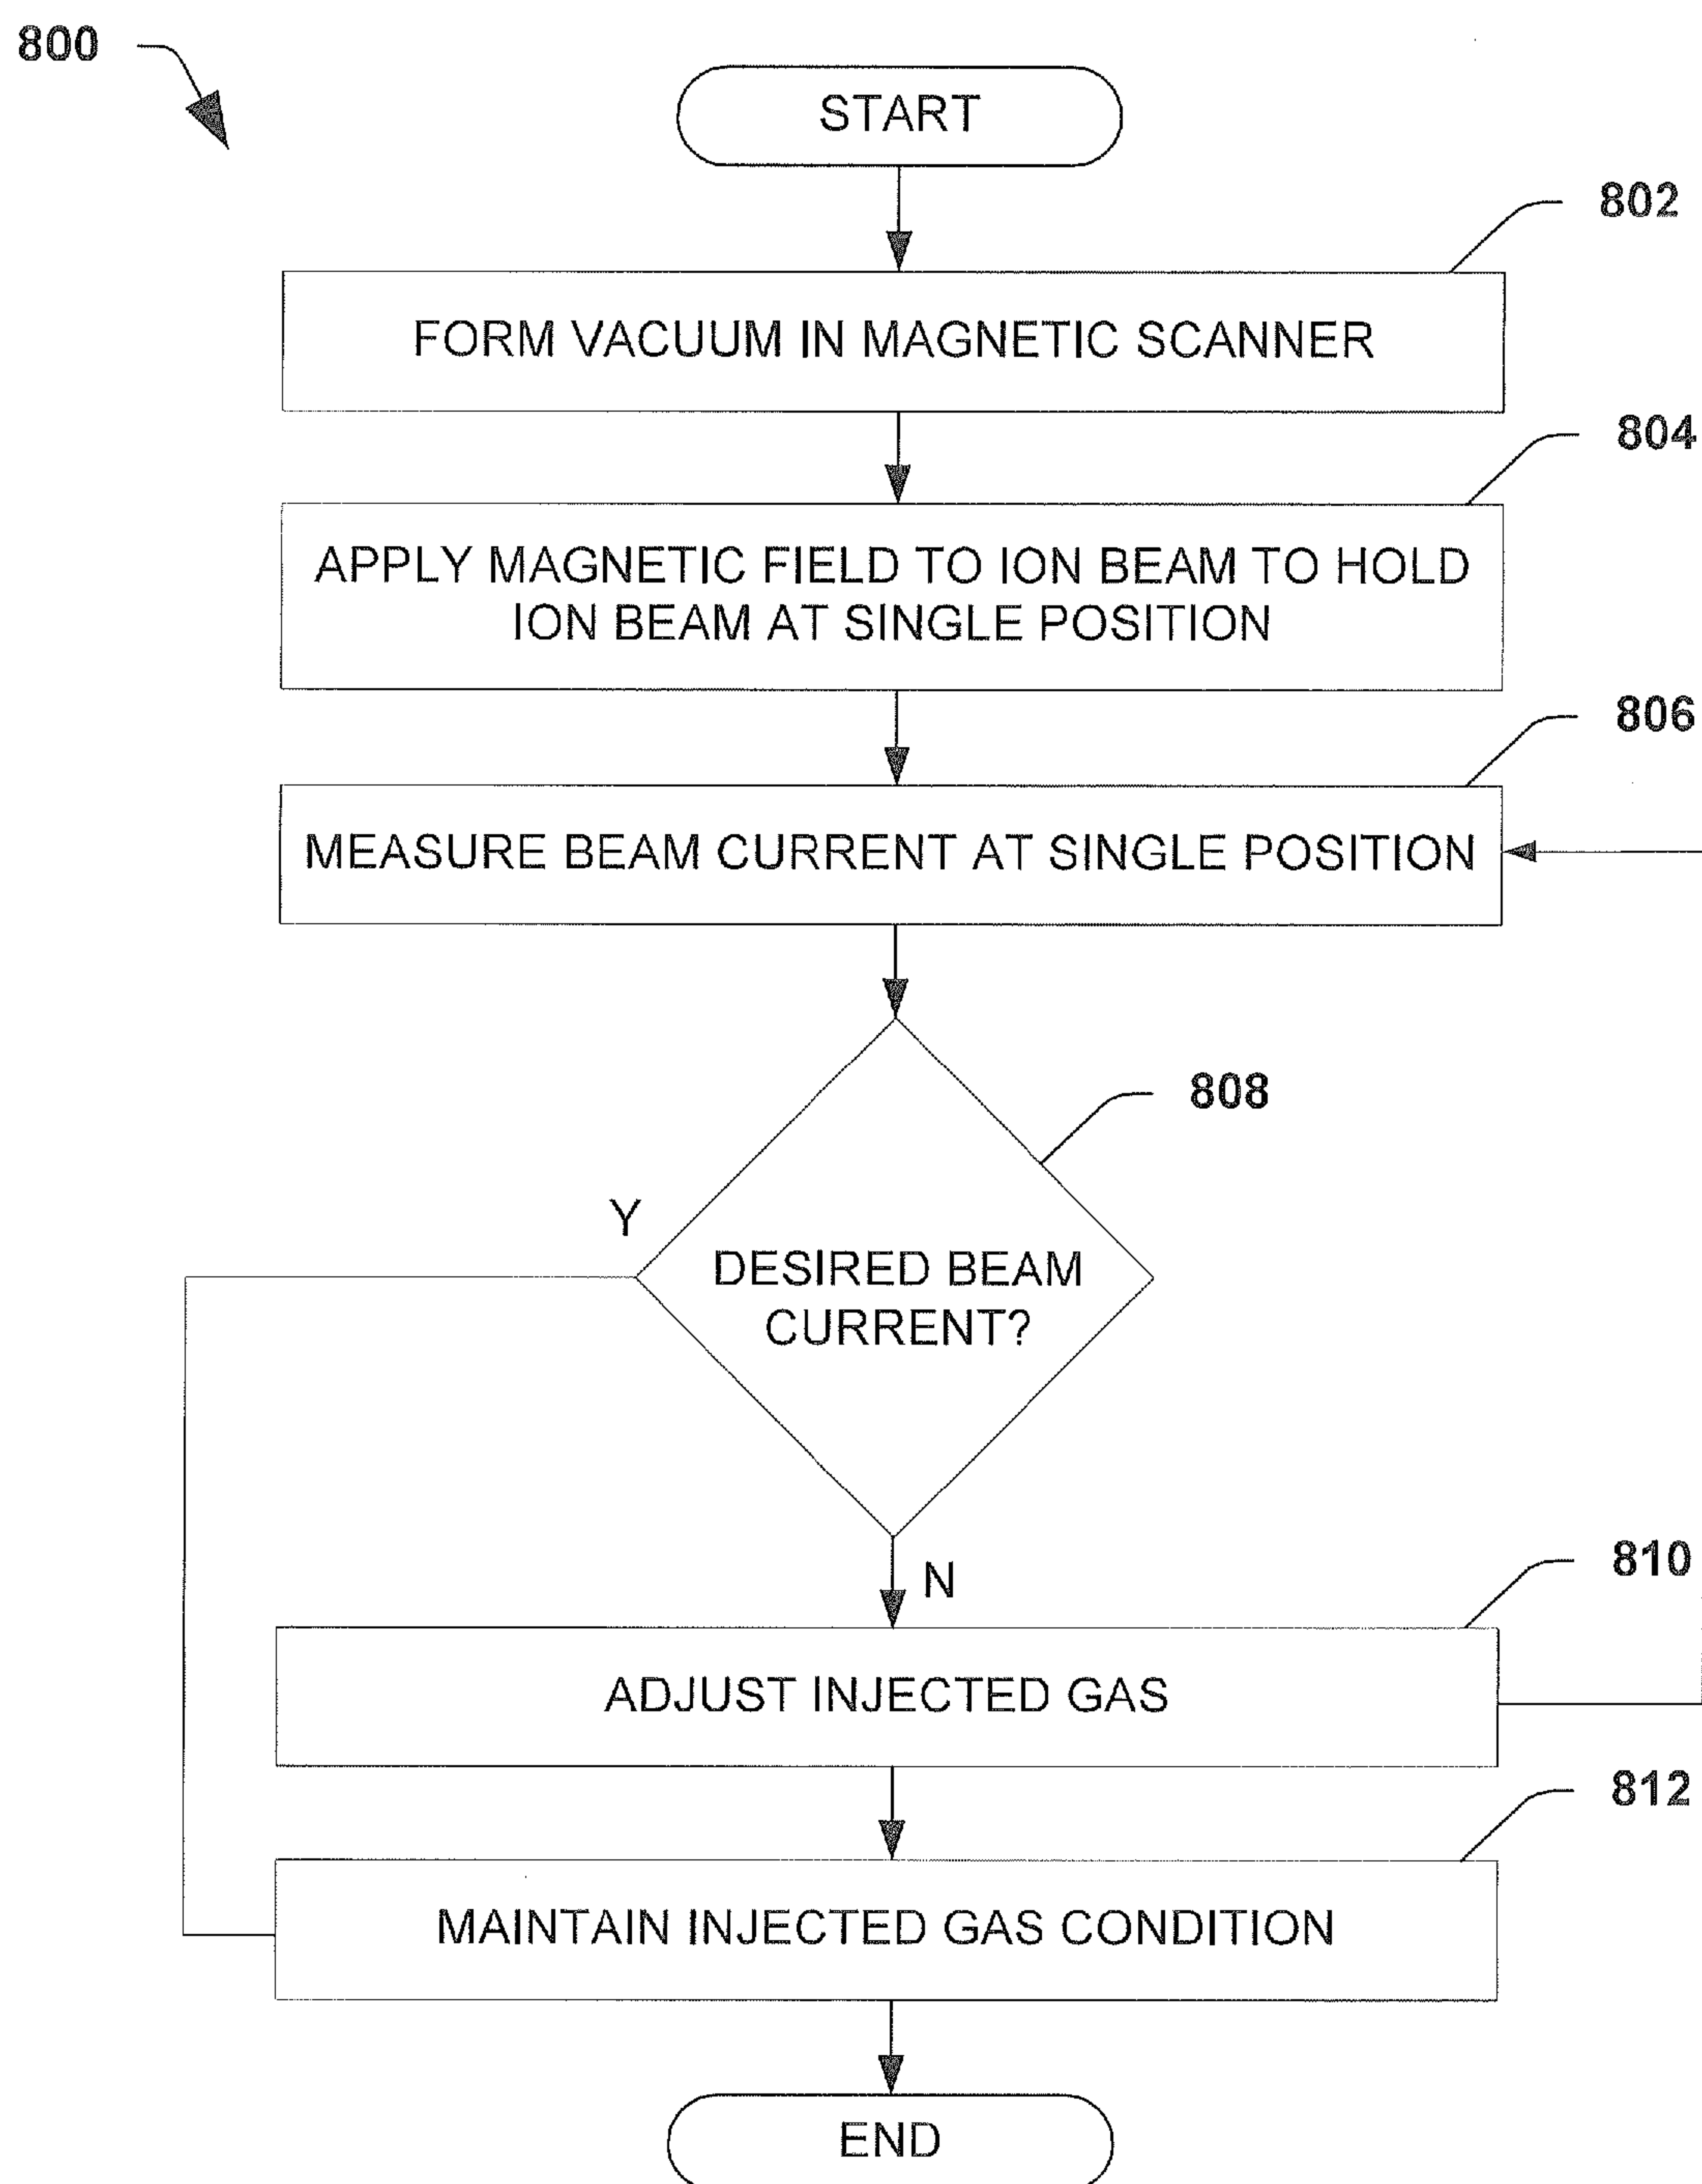 800
START
802
FORM VACUUM IN MAGNETIC SCANNER
804
APPLY MAGNETIC FIELD TO ION BEAM TO HOLD
ION BEAM AT SINGLE POSITION
806
MEASURE BEAM CURRENT AT SINGLE POSITION
808
Y
DESIRED BEAM
CURRENT?
N
810
ADJUST INJECTED GAS
812
MAINTAIN INJECTED GAS CONDITION
END